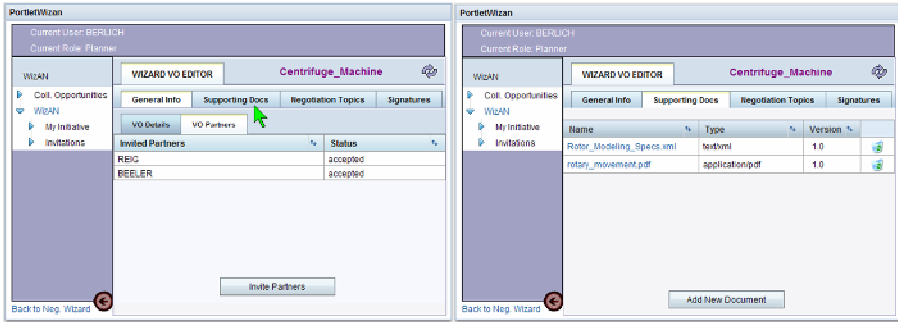 PortletWizan
Current User: BERLICH
Current Role: Planner
WizAN
Coll. Opportunities
WizAN
My Initiative
Invitations
Back to Neg. Wizard
WIZARD VO EDITOR
Centrifuge_Machine
General Info Supporting Docs Negotiation Topics Signatures
VO Details VO Partners
Invited Partners Status
REIG accepted
BEELER accepted
Invite Partners
PortletWizan
Current User: BERLICH
Current Role: Planner
WizAN
Coll. Opportunities
WizAN
My Initiative
Invitations
Back to Neg. Wizard
WIZARD VO EDITOR
Centrifuge_Machine
General Info Supporting Docs Negotiation Topics Signatures
Name Type Version
Rotor_Modeling_Specs.xml text/xml 1.0
rotary_movement.pdf application/pdf 1.0
Add New Document